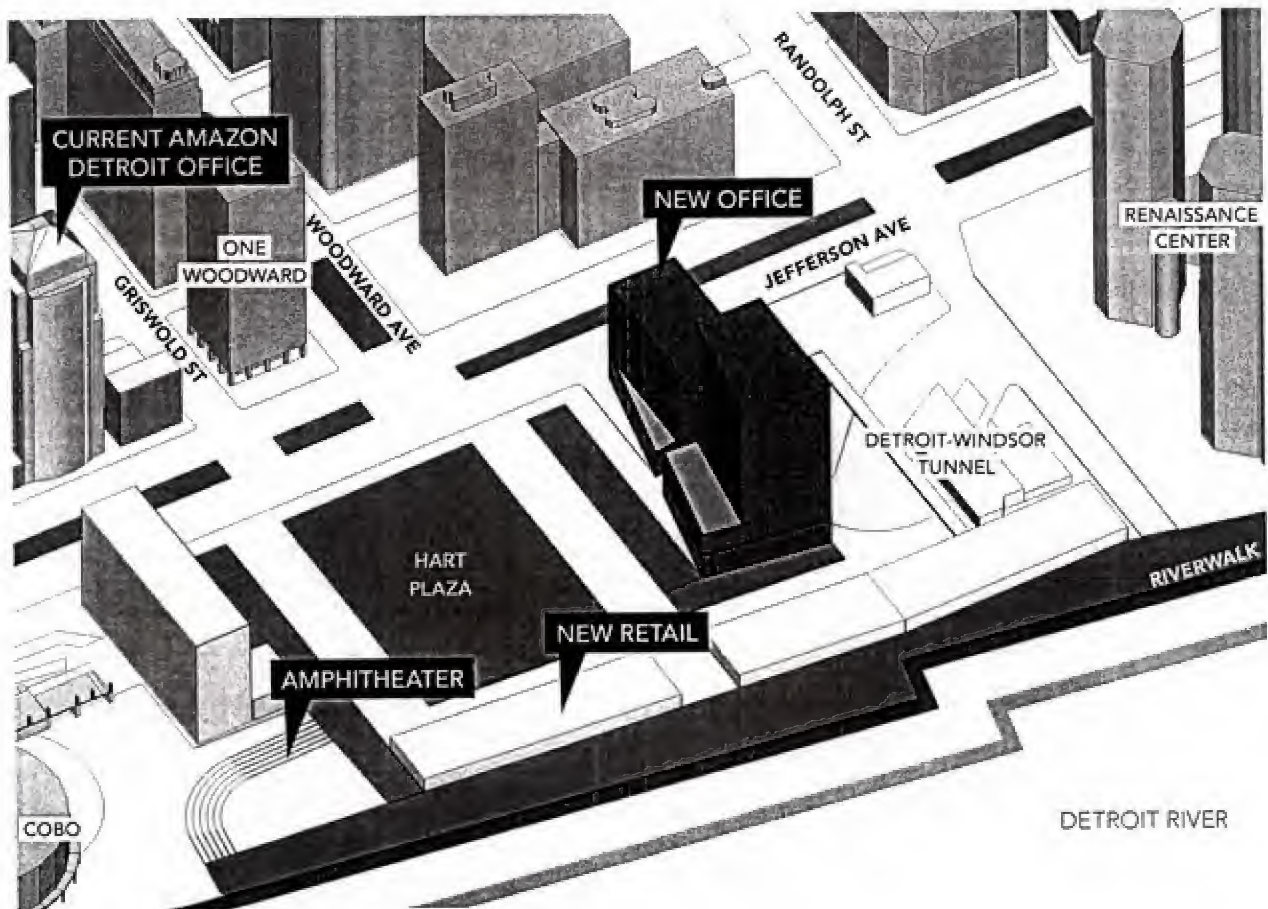 RANDOLPH ST
CURRENT AMAZON
DETROIT OFFICE
NEW OFFICE
RENAISSANCE
CENTER
ONE
WOODWARD
WOODWARD AVE
JEFFERSON AVE
GRISWOLD ST
DETROIT-WINDSOR
TUNNEL
HART
PLAZA
RIVERWALK
NEW RETAIL
AMPHITHEATER
COBO
DETROIT RIVER